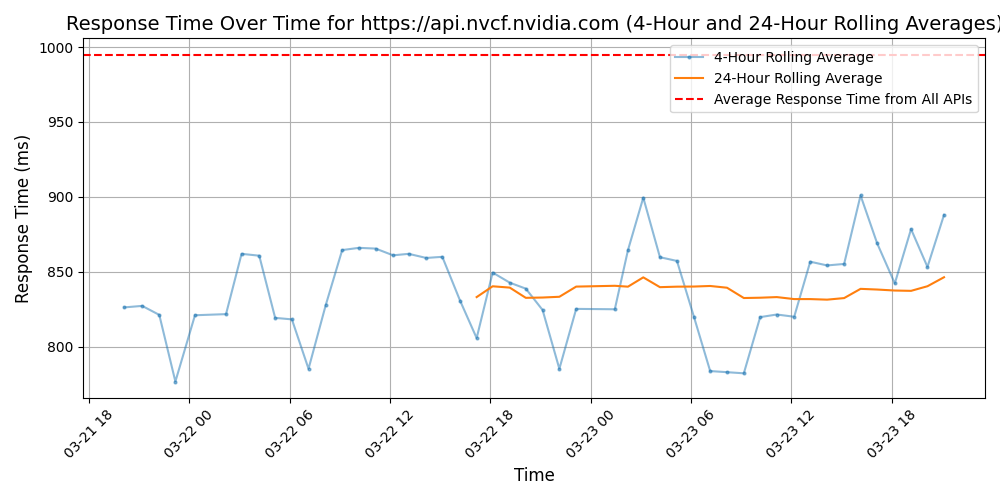 Response Time Over Time for https://api.nvcf.nvidia.com (4-Hour and 24-Hour Rolling Averages)
4-Hour Rolling Average
24-Hour Rolling Average
Average Response Time from All APIs
Response Time (ms)
1000
950
900
850
800
03-21 18
03-22 00
03-22 06
03-22 12
03-22 18
03-23 00
03-23 06
03-23 12
03-23 18
Time